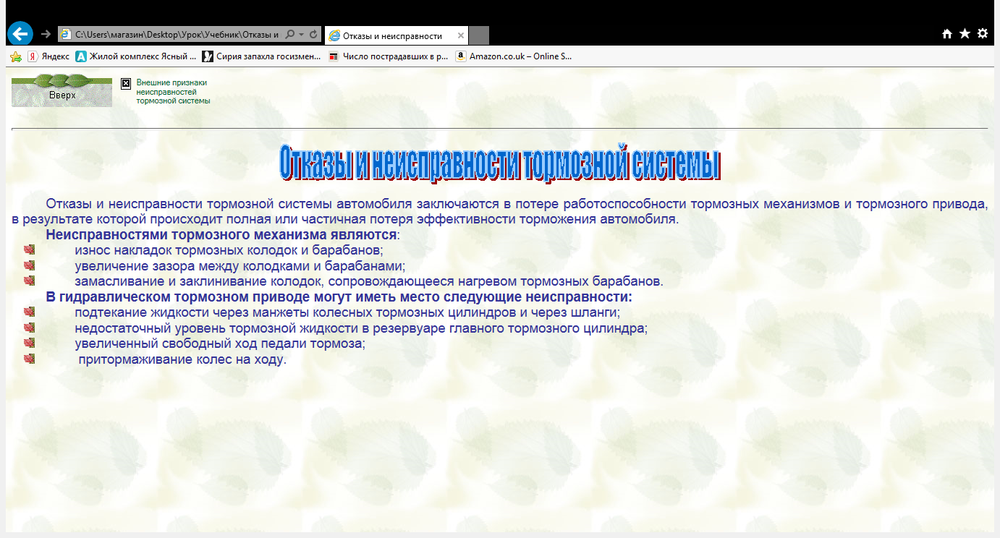 C:\Users\магазин\Desktop\Урок\Учебник\Отказы и
Отказы и неисправности
Яндекс
Жилой комплекс Ясный ...
Сирия запахла госизмен...
Число пострадавших в р...
Amazon.co.uk – Online S...
Вверх
Внешние признаки
неисправностей
тормозной системы
Отказы и неисправности тормозной системы
Отказы и неисправности тормозной системы автомобиля заключаются в потере работоспособности тормозных механизмов и тормозного привода,
в результате которой происходит полная или частичная потеря эффективности торможения автомобиля.
Неисправностями тормозного механизма являются:
износ накладок тормозных колодок и барабанов;
увеличение зазора между колодками и барабанами;
замасливание и заклинивание колодок, сопровождающееся нагревом тормозных барабанов.
В гидравлическом тормозном приводе могут иметь место следующие неисправности:
подтекание жидкости через манжеты колесных тормозных цилиндров и через шланги;
недостаточный уровень тормозной жидкости в резервуаре главного тормозного цилиндра;
увеличенный свободный ход педали тормоза;
притормаживание колес на ходу.